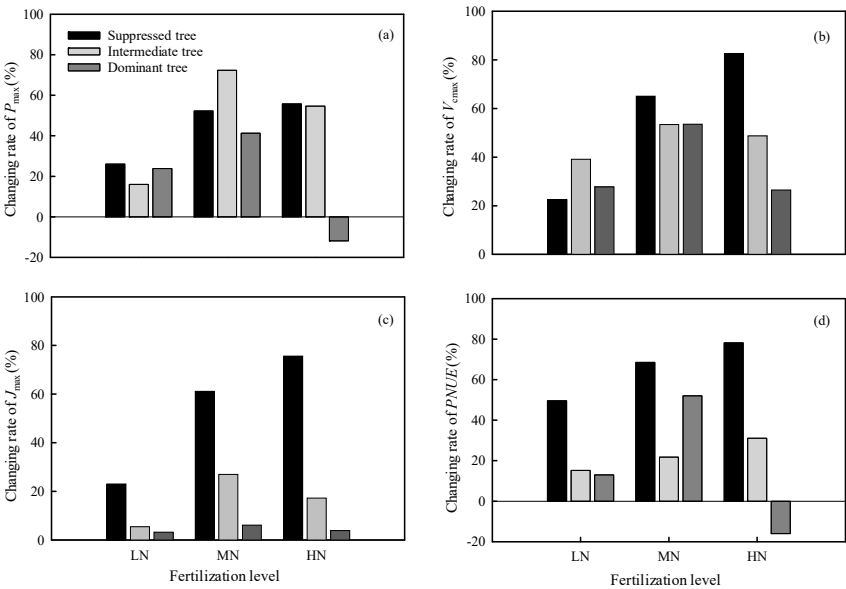 100
80
60
40
20
0
-20
Changing rate of Pmax (%)
Suppressed tree
Intermediate tree
Dominant tree
(a)
100
80
60
40
20
0
Changing rate of Vcmax (%)
(b)
100
80
60
40
20
0
Changing rate of Jmax (%)
(c)
LN MN HN
Fertilization level
100
80
60
40
20
0
-20
Changing rate of PNUE (%)
(d)
LN MN HN
Fertilization level